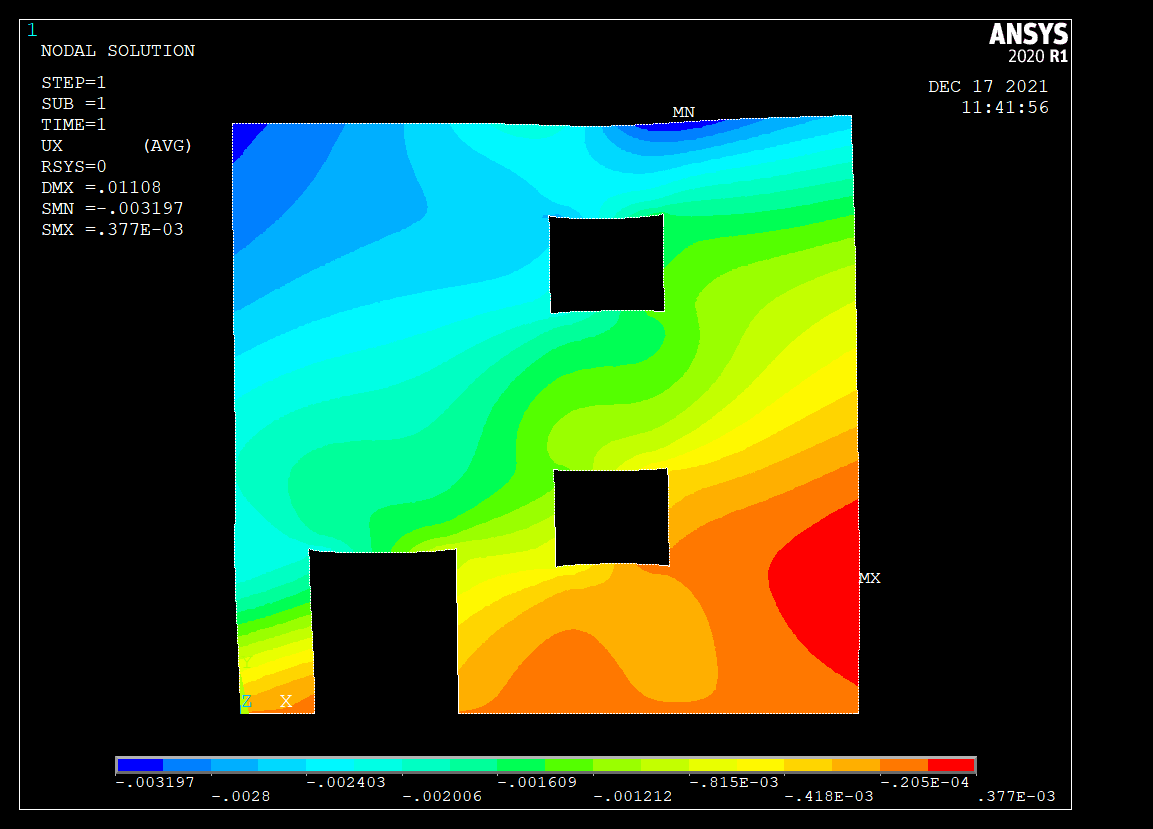 1
NODAL SOLUTION
STEP=1
SUB =1
TIME=1
UX (AVG)
RSYS=0
DMX =.01108
SMN =-.003197
SMX =.377E-03
ANSYS
2020 R1
DEC 17 2021
11:41:56
MN
MX
Z X
-.003197 -.002403 -.001609 -.815E-03 -.205E-04
-.0028 -.002006 -.001212 -.418E-03 .377E-03